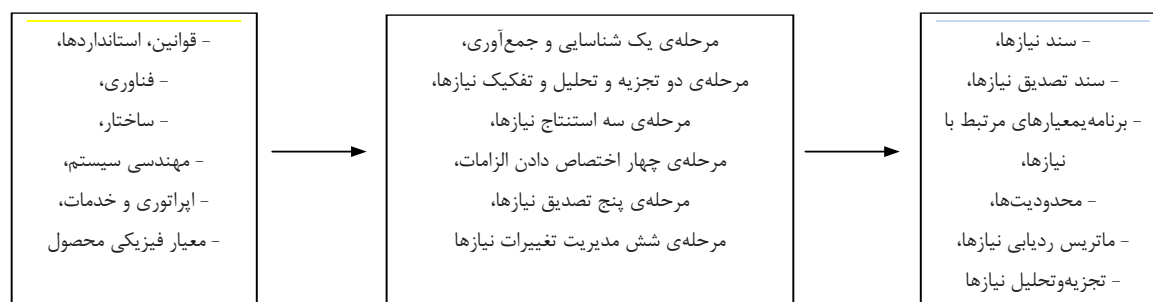 - قوانین، استانداردها،
- فناوری،
- ساختار،
- مهندسی سیستم،
- اپراتوری و خدمات،
- معیار فیزیکی محصول
مرحله‌ی یک شناسایی و جمع‌آوری،
مرحله‌ی دو تجزیه و تحلیل و تفکیک نیازها،
مرحله‌ی سه استنتاج نیازها،
مرحله‌ی چهار اختصاص دادن الزامات،
مرحله‌ی پنج تصدیق نیازها،
مرحله‌ی شش مدیریت تغییرات نیازها
- سند نیازها،
- سند تصدیق نیازها،
- برنامه‌یمعیارهای مرتبط با
نیازها،
- محدودیت‌ها،
- ماتریس ردیابی نیازها،
- تجزیه‌وتحلیل نیازها